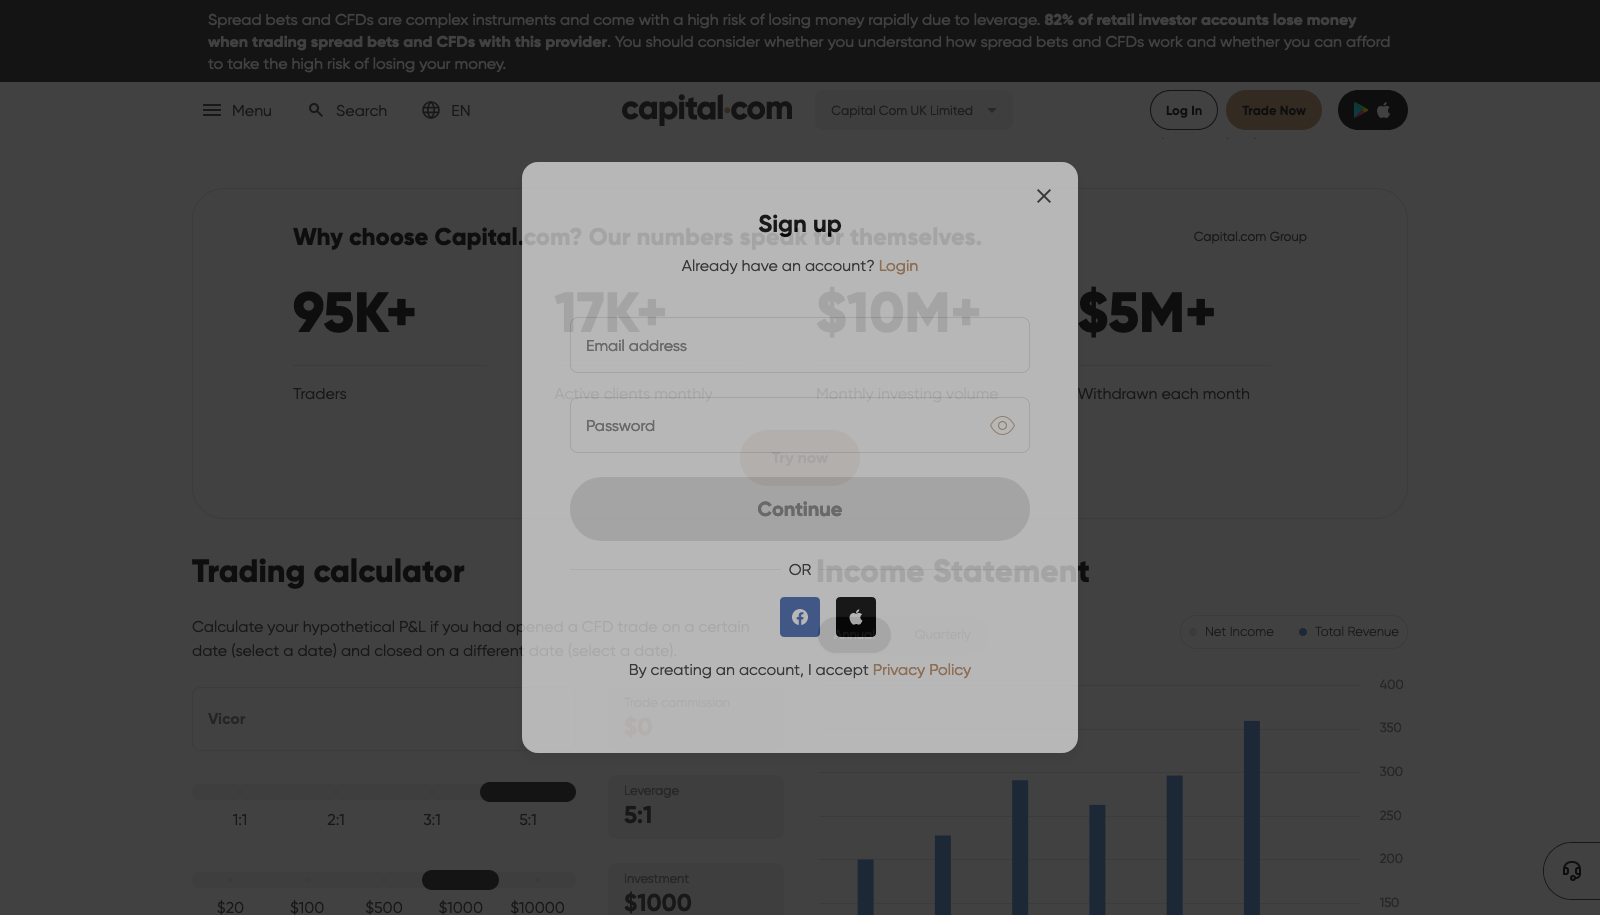 Spread bets and CFDs are complex instruments and come with a high risk of losing money rapidly due to leverage. 82% of retail investor accounts lose money
when trading spread bets and CFDs with this provider. You should consider whether you understand how spread bets and CFDs work and whether you can afford
to take the high risk of losing your money.
Menu
Search
EN
capital.com
Capital Com UK Limited
Log In
Trade Now
Sign up
Already have an account? Login
Email address
Password
Continue
OR
By creating an account, I accept Privacy Policy
Why choose Capital.com? Our numbers speak for themselves.
Capital.com Group
95K+
Traders
17K+
Active clients monthly
$10M+
Monthly investing volume
$5M+
Withdrawn each month
Try now
Trading calculator
Calculate your hypothetical P&L if you had opened a CFD trade on a certain
date (select a date) and closed on a different date (select a date).
Vicor
1:1
2:1
3:1
5:1
$20
$100
$500
$1000
$10000
Trade commission
$0
Leverage
5:1
Investment
$1000
Income Statement
Annual
Quarterly
Net Income
Total Revenue
400
350
300
250
200
150